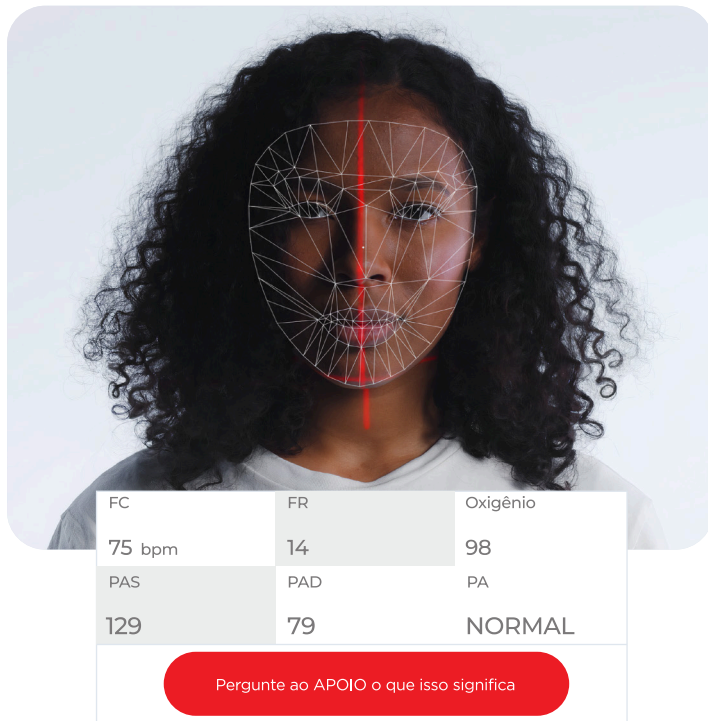 FC
FR
Oxigênio
75 bpm
14
98
PAS
PAD
PA
129
79
NORMAL
Pergunte ao APOIO o que isso significa